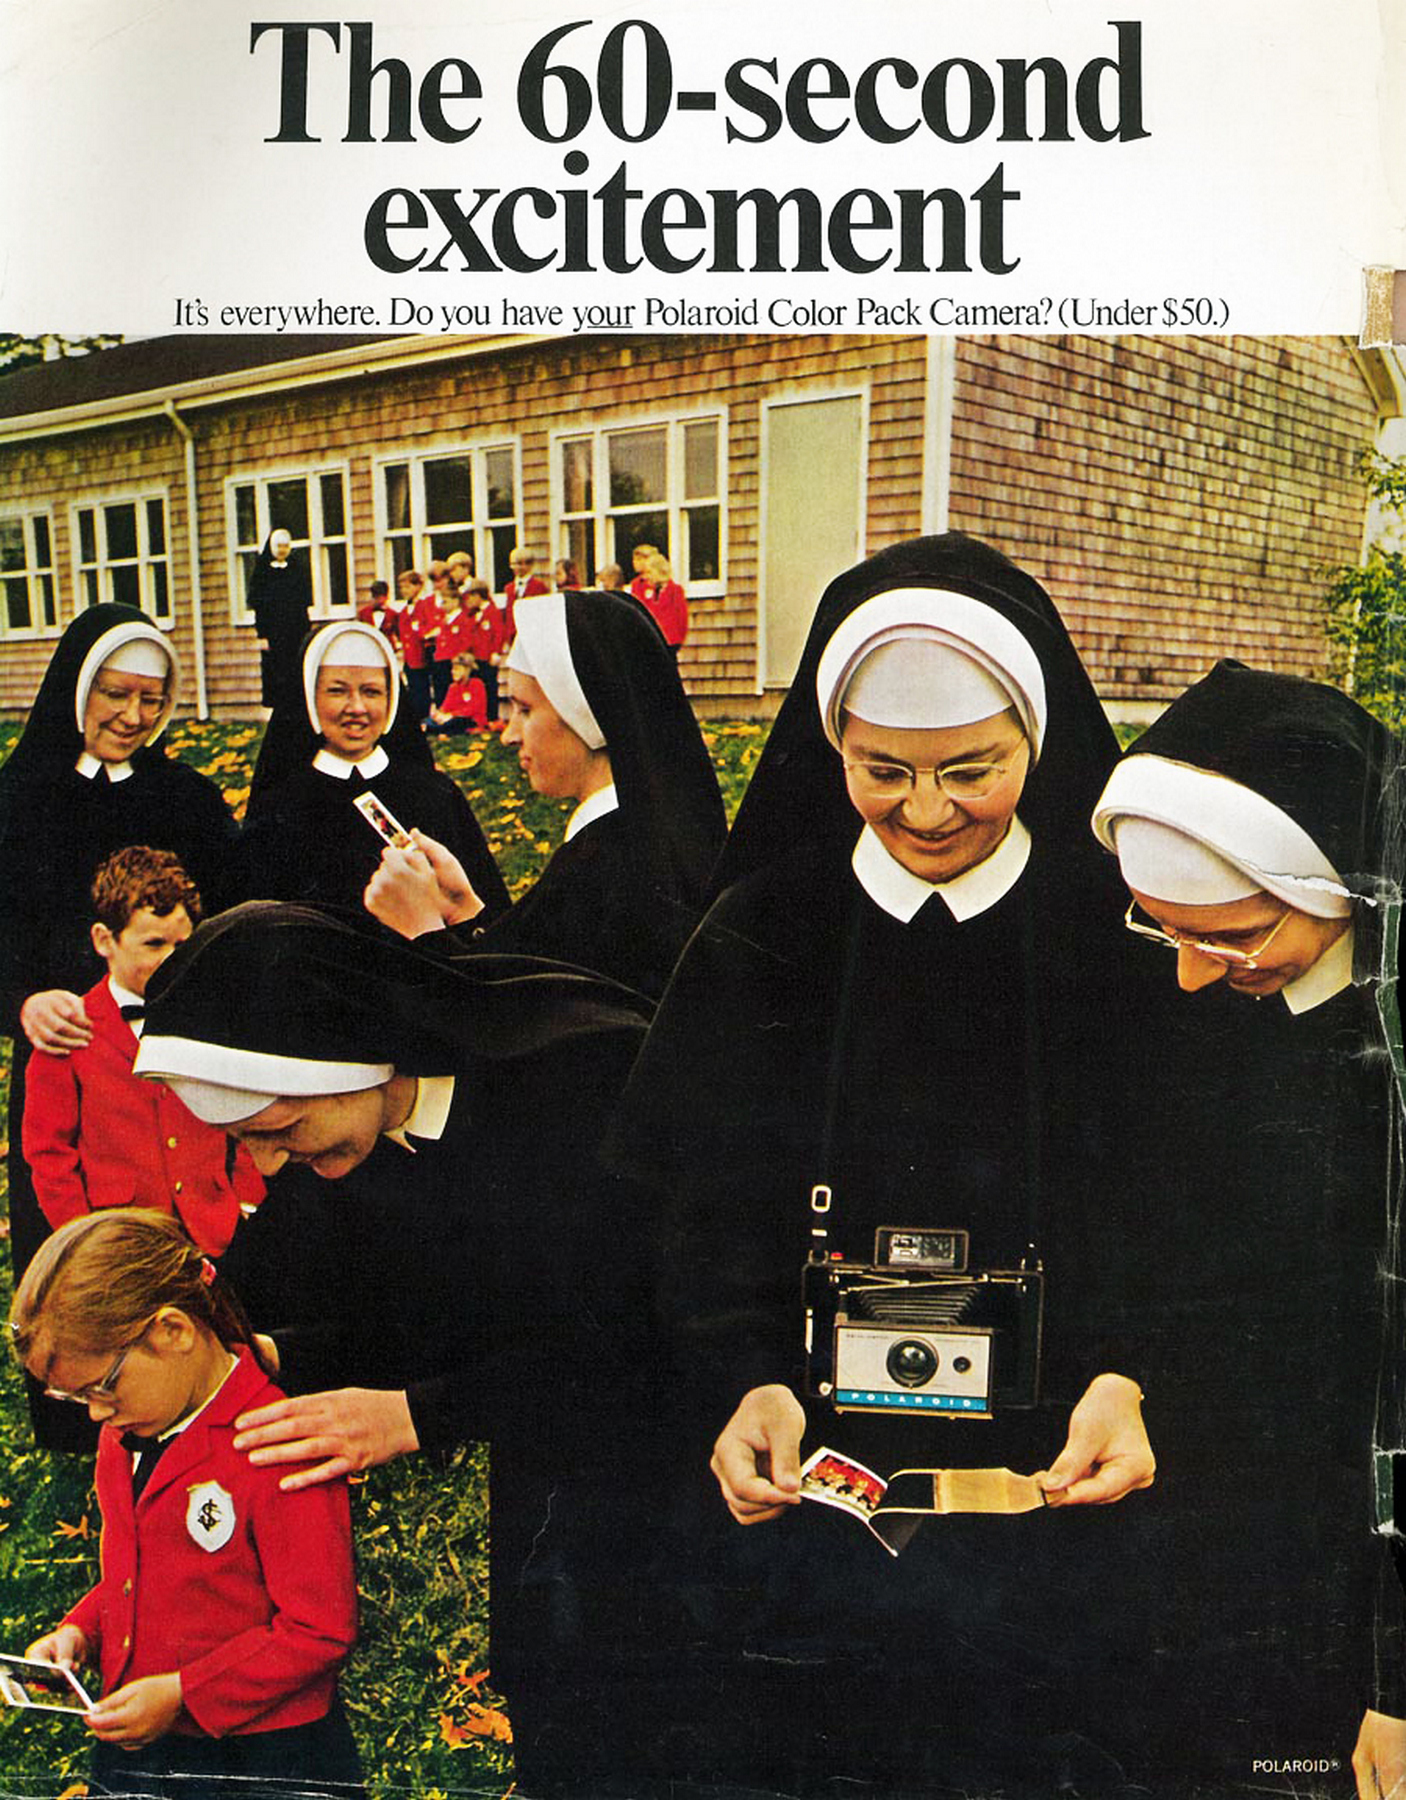 The 60-second
excitement
It's everywhere. Do you have your Polaroid Color Pack Camera? (Under $50.)
POLAROID
POLAROID®